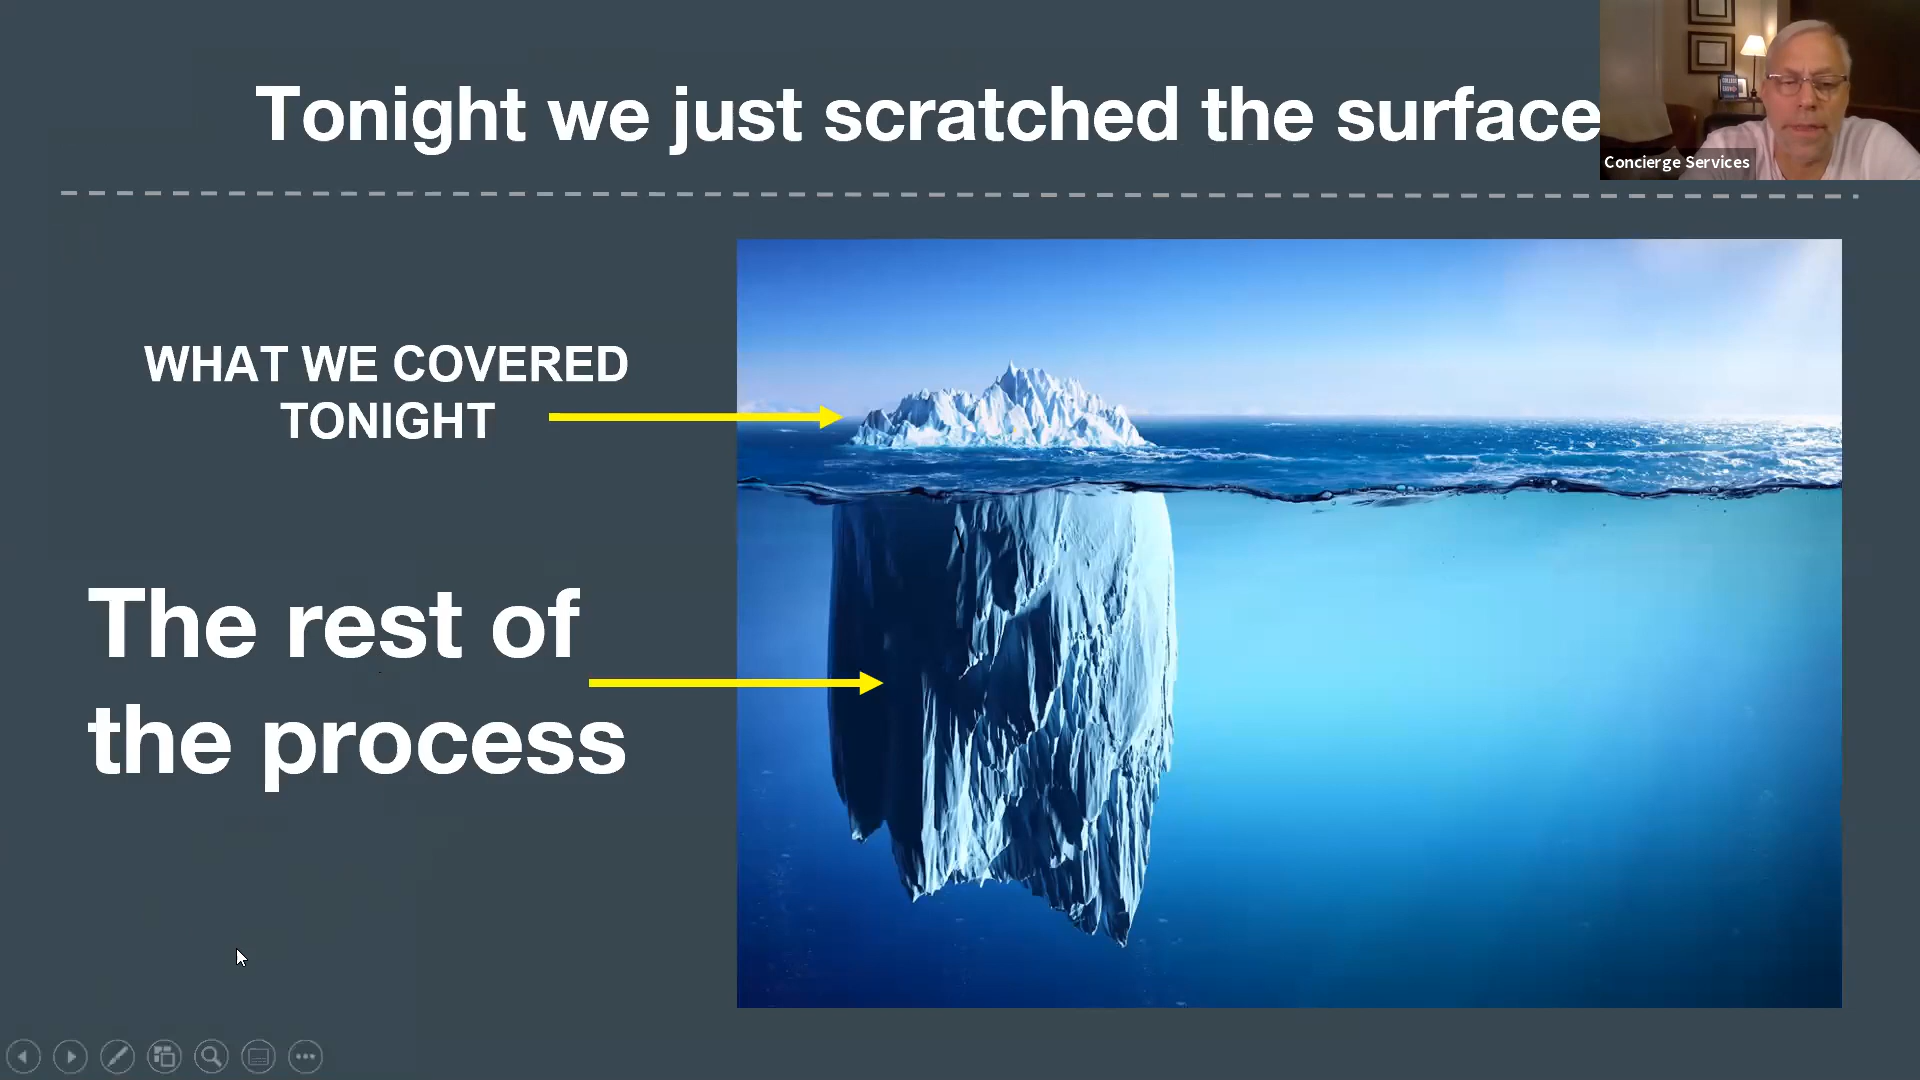 Tonight we just scratched the surface
Concierge Services
WHAT WE COVERED
TONIGHT
The rest of
the process